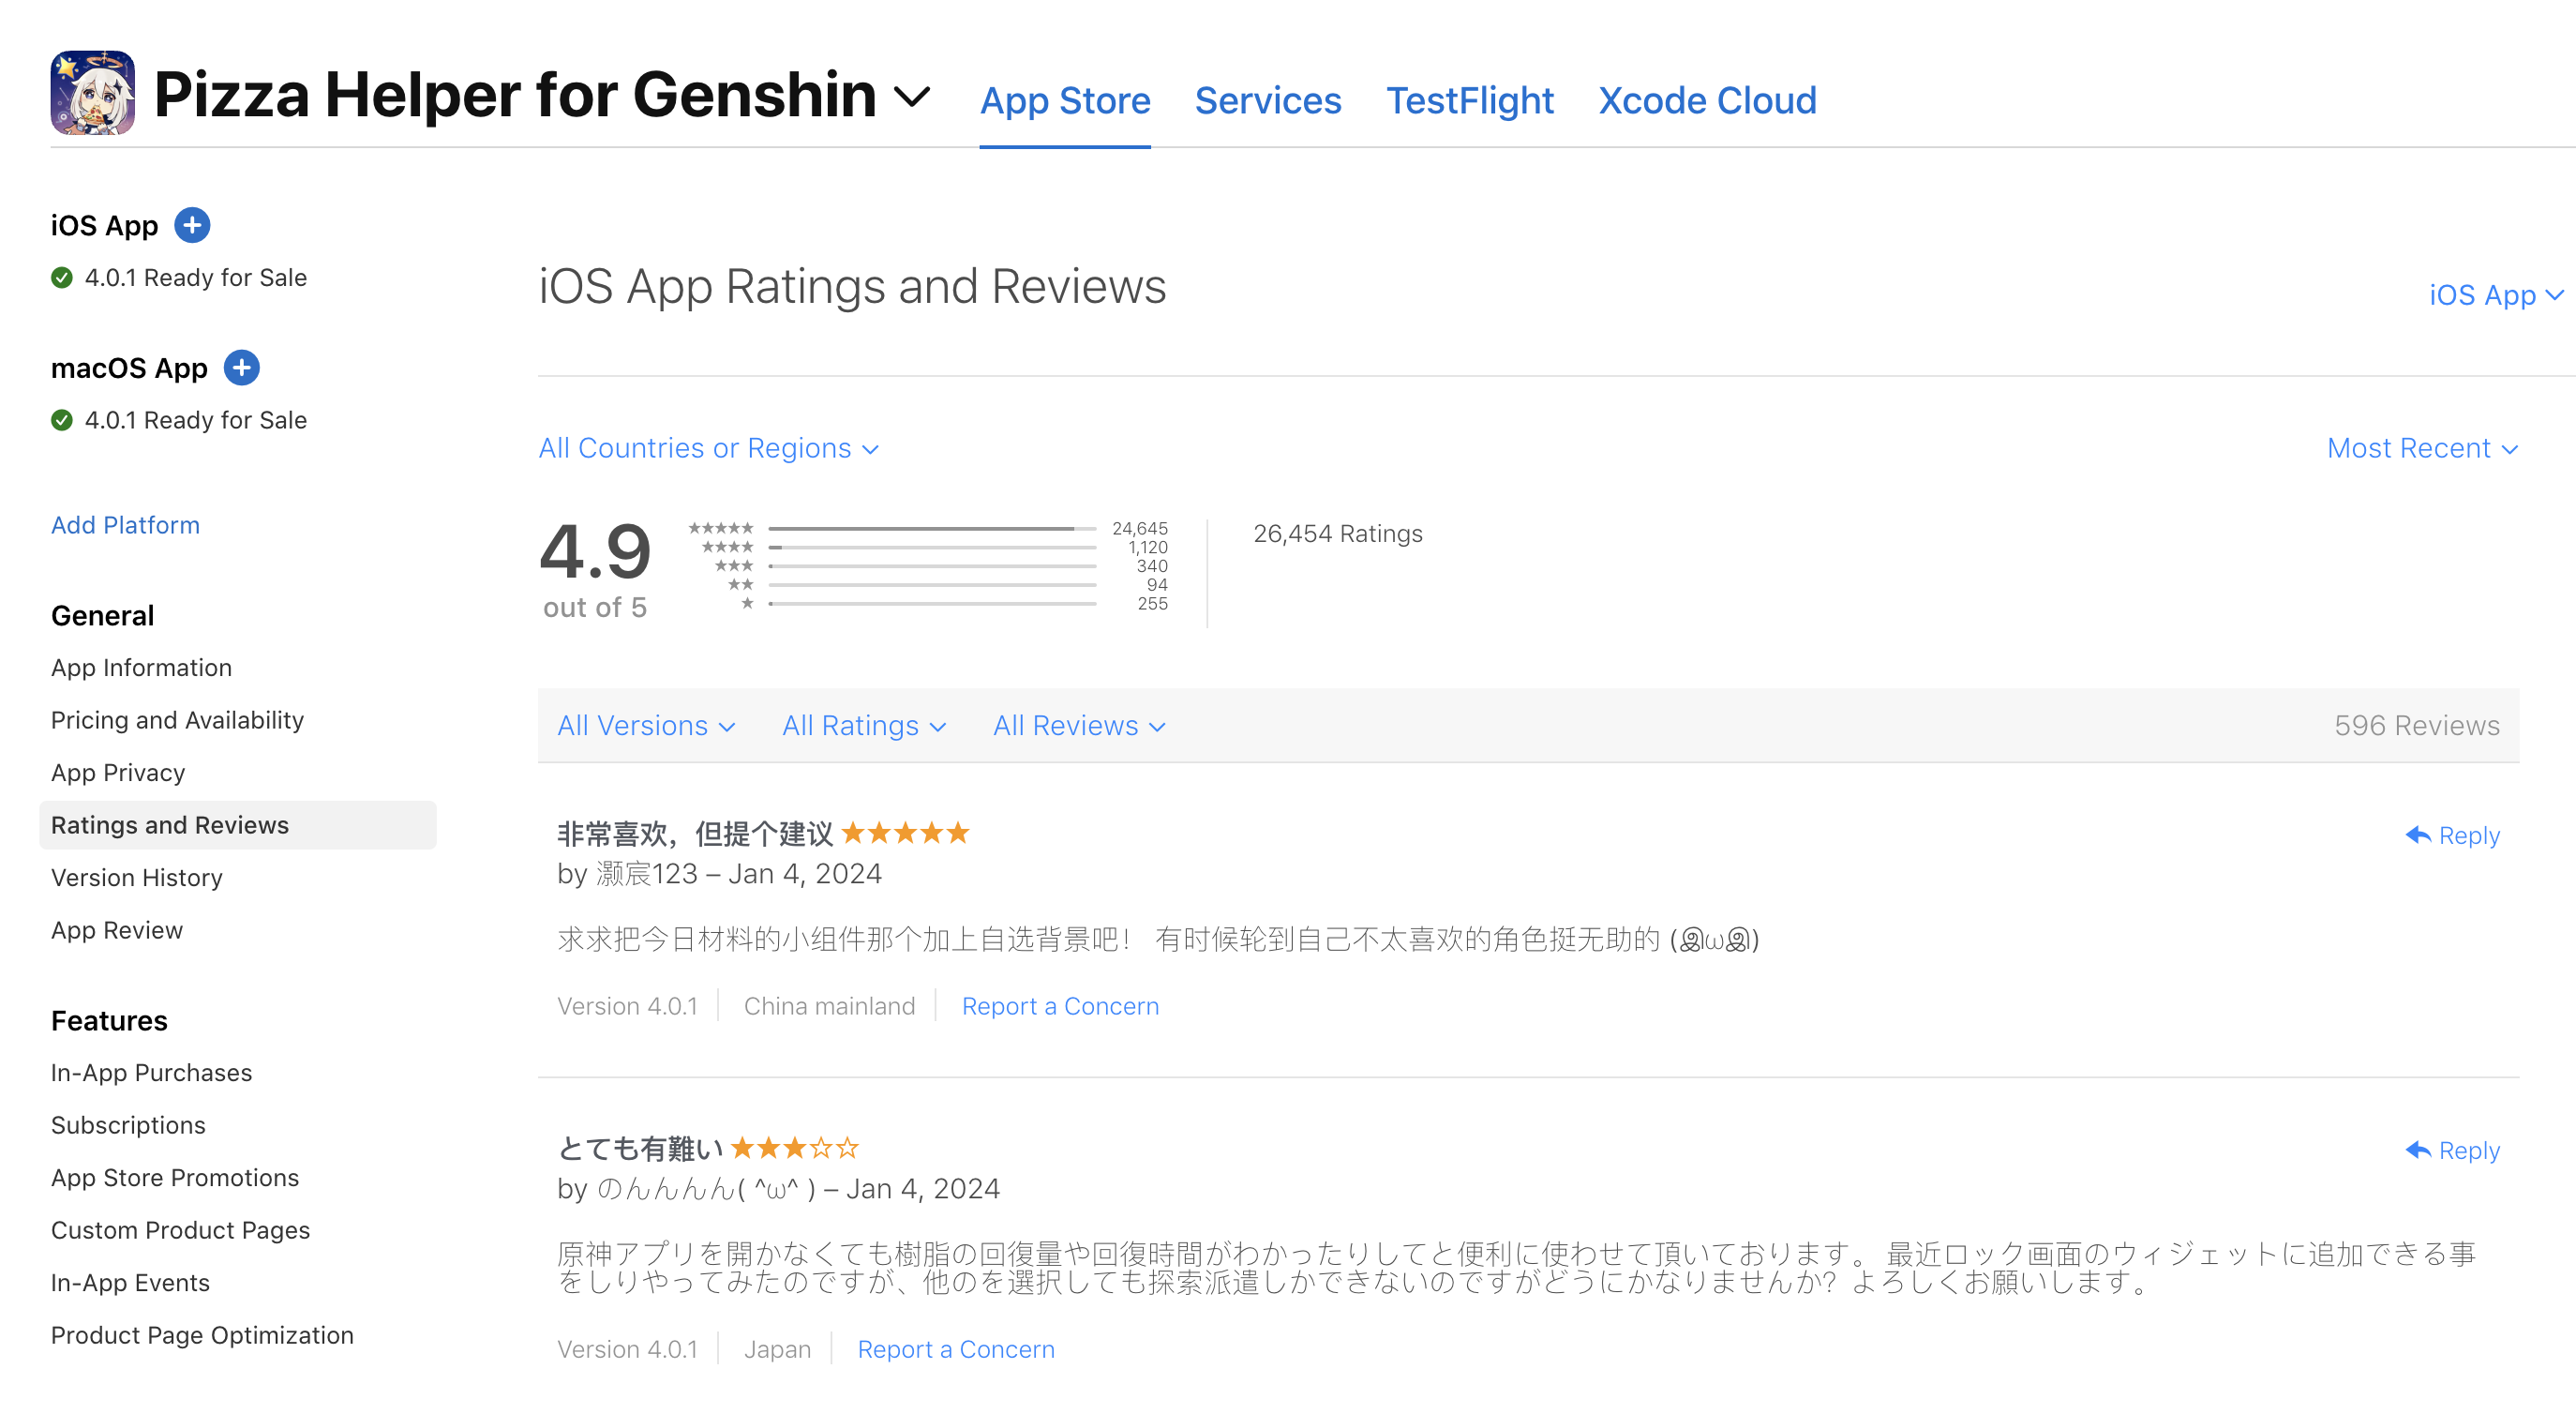 Pizza Helper for Genshin
App Store Services TestFlight Xcode Cloud
iOS App
4.0.1 Ready for Sale
macOS App
4.0.1 Ready for Sale
Add Platform
General
App Information
Pricing and Availability
App Privacy
Ratings and Reviews
Version History
App Review
Features
In-App Purchases
Subscriptions
App Store Promotions
Custom Product Pages
In-App Events
Product Page Optimization
iOS App Ratings and Reviews
iOS App
All Countries or Regions
Most Recent
4.9
out of 5
★★★★★ 24,645
★★★★ 1,120
★★★ 340
★★ 94
★ 255
26,454 Ratings
All Versions All Ratings All Reviews
596 Reviews
非常喜欢，但提个建议 ★★★★★
Reply
by 灏宸123 – Jan 4, 2024
求求把今日材料的小组件那个加上自选背景吧！ 有时候轮到自己不太喜欢的角色挺无助的 (இωஇ)
Version 4.0.1 China mainland Report a Concern
とても有難い ★★★☆☆
Reply
by のんんんん( ^ω^ ) – Jan 4, 2024
原神アプリを開かなくても樹脂の回復量や回復時間がわかったりしてと便利に使わせて頂いております。 最近ロック画面のウィジェットに追加できる事
をしりやってみたのですが、他のを選択しても探索派遣しかできないのですがどうにかなりませんか？よろしくお願いします。
Version 4.0.1 Japan Report a Concern